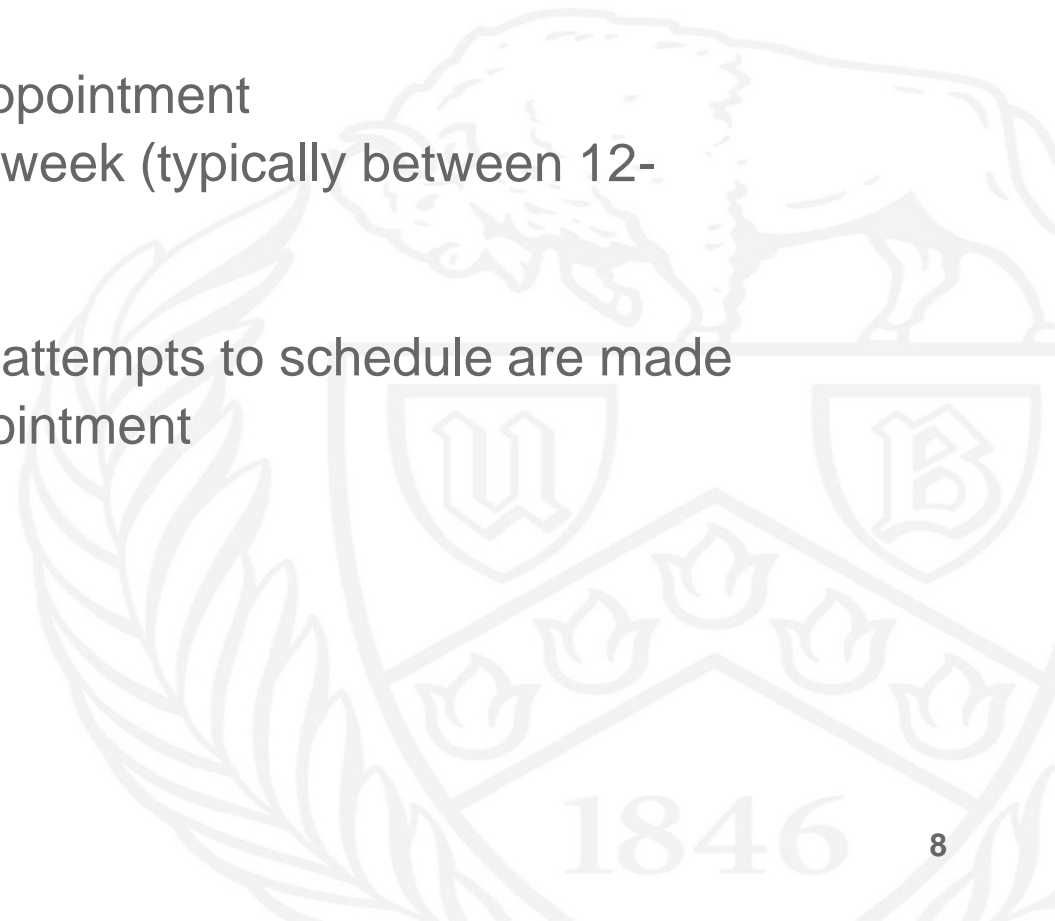 ppointment
week (typically between 12-
attempts to schedule are made
ointment
U B
1846
8